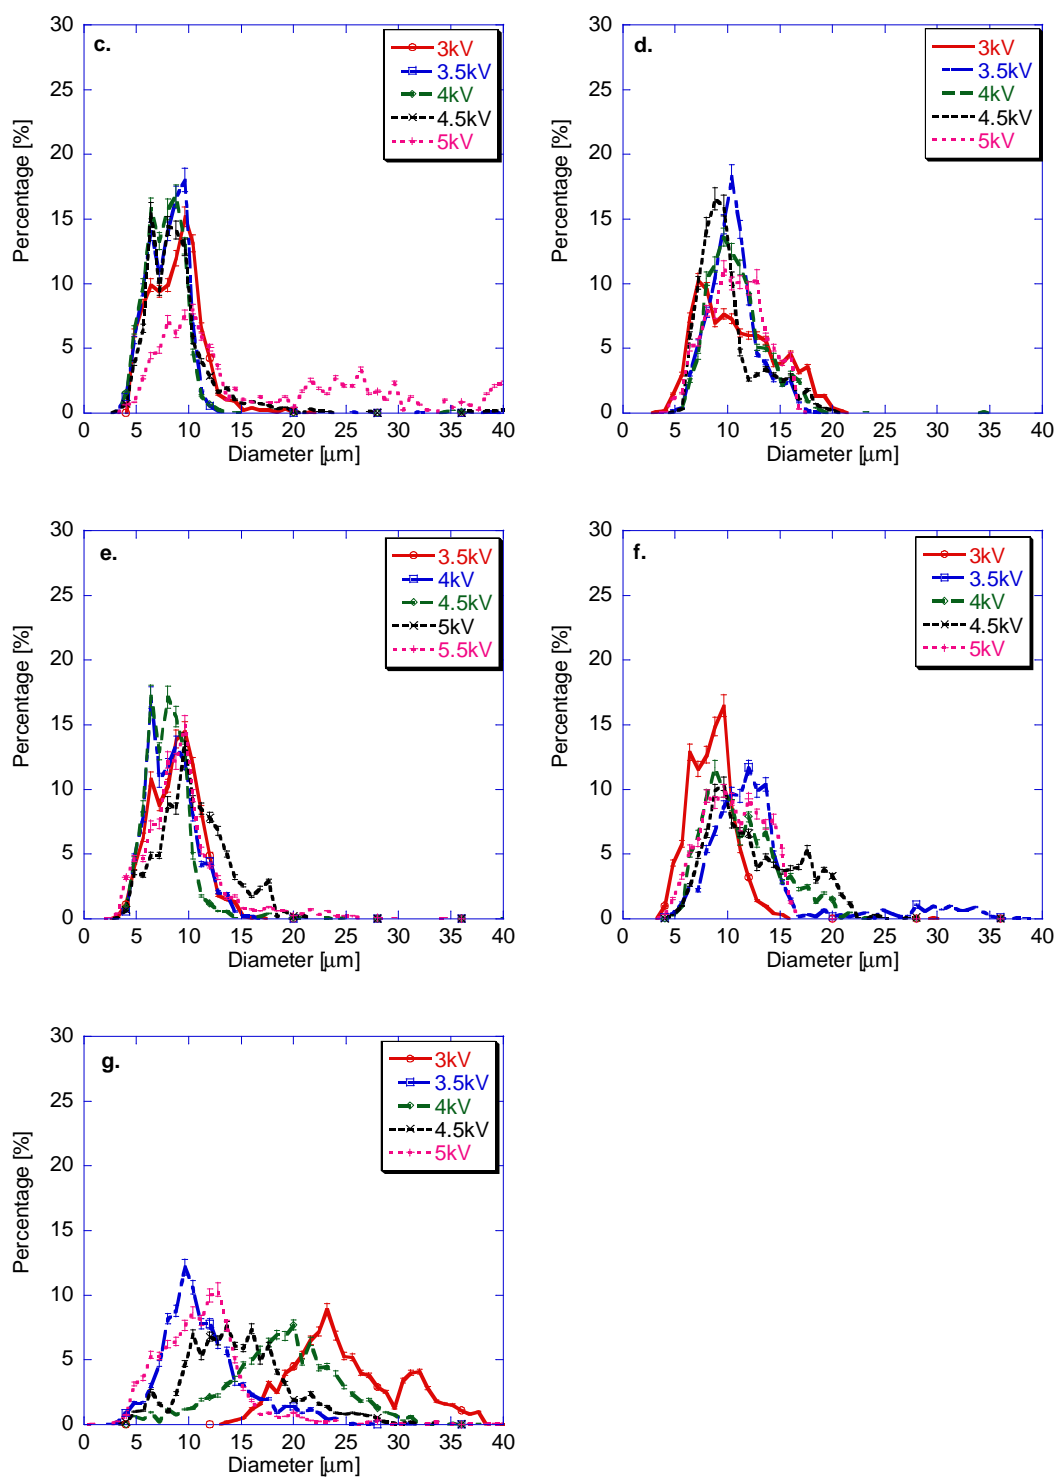 c.
3kV
3.5kV
4kV
4.5kV
5kV
Percentage [%]
30
25
20
15
10
5
0
0 5 10 15 20 25 30 35 40
Diameter [μm]
d.
3kV
3.5kV
4kV
4.5kV
5kV
Percentage [%]
30
25
20
15
10
5
0
0 5 10 15 20 25 30 35 40
Diameter [μm]
e.
3.5kV
4kV
4.5kV
5kV
5.5kV
Percentage [%]
30
25
20
15
10
5
0
0 5 10 15 20 25 30 35 40
Diameter [μm]
f.
3kV
3.5kV
4kV
4.5kV
5kV
Percentage [%]
30
25
20
15
10
5
0
0 5 10 15 20 25 30 35 40
Diameter [μm]
g.
3kV
3.5kV
4kV
4.5kV
5kV
Percentage [%]
30
25
20
15
10
5
0
0 5 10 15 20 25 30 35 40
Diameter [μm]